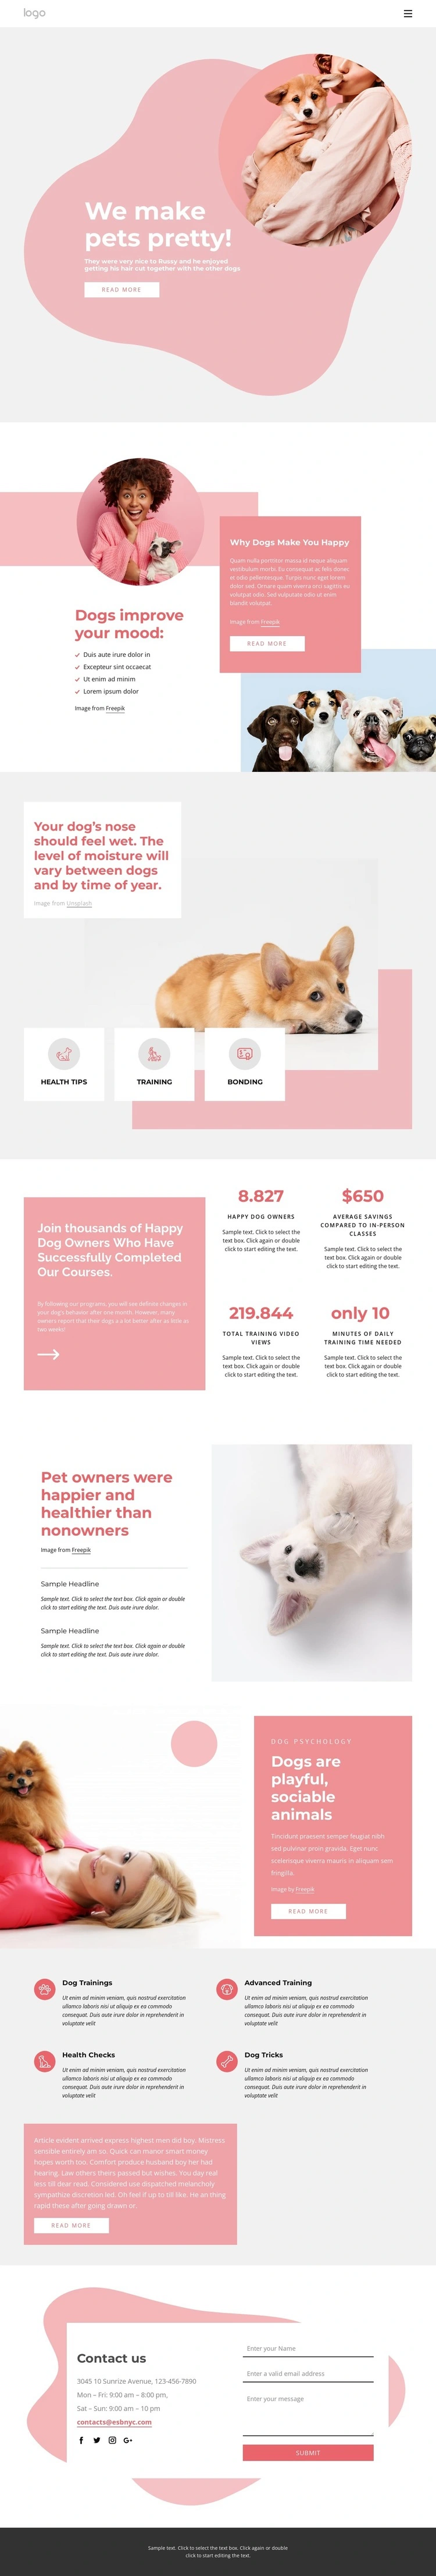 logo
We make
pets pretty!
They were very nice to Russy and he enjoyed
getting his hair cut together with the other dogs
READ MORE
Dogs improve
your mood:
Duis aute irure dolor in
Excepteur sint occaecat
Ut enim ad minim
Lorem ipsum dolor
Image from Freepik
Why Dogs Make You Happy
Quam nulla porttitor massa id neque aliquam
vestibulum morbi. Eu consequat ac felis donec
et odio pellentesque. Turpis nunc eget lorem
dolor sed. Ornare quam viverra orci sagittis eu
volutpat odio. Sed vulputate odio ut enim
blandit volutpat.
Image from Freepik
READ MORE
Your dog's nose
should feel wet. The
level of moisture will
vary between dogs
and by time of year.
Image from Unsplash
HEALTH TIPS
TRAINING
BONDING
Join thousands of Happy
Dog Owners Who Have
Successfully Completed
Our Courses.
By following our programs, you will see definite changes in
your dog's behavior after one month. However, many
owners report that their dogs a a lot better after as little as
two weeks!
8.827
HAPPY DOG OWNERS
Sample text. Click to select the
text box. Click again or double
click to start editing the text.
$650
AVERAGE SAVINGS
COMPARED TO IN-PERSON
CLASSES
Sample text. Click to select the
text box. Click again or double
click to start editing the text.
219.844
TOTAL TRAINING VIDEO
VIEWS
Sample text. Click to select the
text box. Click again or double
click to start editing the text.
only 10
MINUTES OF DAILY
TRAINING TIME NEEDED
Sample text. Click to select the
text box. Click again or double
click to start editing the text.
Pet owners were
happier and
healthier than
nonowners
Image from Freepik
Sample Headline
Sample text. Click to select the text box. Click again or double
click to start editing the text. Duis aute irure dolor.
Sample Headline
Sample text. Click to select the text box. Click again or double
click to start editing the text. Duis aute irure dolor.
DOG PSYCHOLOGY
Dogs are
playful,
sociable
animals
Tincidunt praesent semper feugiat nibh
sed pulvinar proin gravida. Eget nunc
scelerisque viverra mauris in aliquam sem
fringilla.
Image by Freepik
READ MORE
Dog Trainings
Ut enim ad minim veniam, quis nostrud exercitation
ullamco laboris nisi ut aliquip ex ea commodo
consequat. Duis aute irure dolor in reprehenderit in
voluptate velit
Advanced Training
Ut enim ad minim veniam, quis nostrud exercitation
ullamco laboris nisi ut aliquip ex ea commodo
consequat. Duis aute irure dolor in reprehenderit in
voluptate velit
Health Checks
Ut enim ad minim veniam, quis nostrud exercitation
ullamco laboris nisi ut aliquip ex ea commodo
consequat. Duis aute irure dolor in reprehenderit in
voluptate velit
Dog Tricks
Ut enim ad minim veniam, quis nostrud exercitation
ullamco laboris nisi ut aliquip ex ea commodo
consequat. Duis aute irure dolor in reprehenderit in
voluptate velit
Article evident arrived express highest men did boy. Mistress
sensible entirely am so. Quick can manor smart money
hopes worth too. Comfort produce husband boy her had
hearing. Law others theirs passed but wishes. You day real
less till dear read. Considered use dispatched melancholy
sympathize discretion led. Oh feel if up to till like. He an thing
rapid these after going drawn or.
READ MORE
Contact us
3045 10 Sunrize Avenue, 123-456-7890
Mon – Fri: 9:00 am – 8:00 pm,
Sat – Sun: 9:00 am – 10 pm
contacts@esbnyc.com
Enter your Name
Enter a valid email address
Enter your message
SUBMIT
Sample text. Click to select the text box. Click again or double
click to start editing the text.